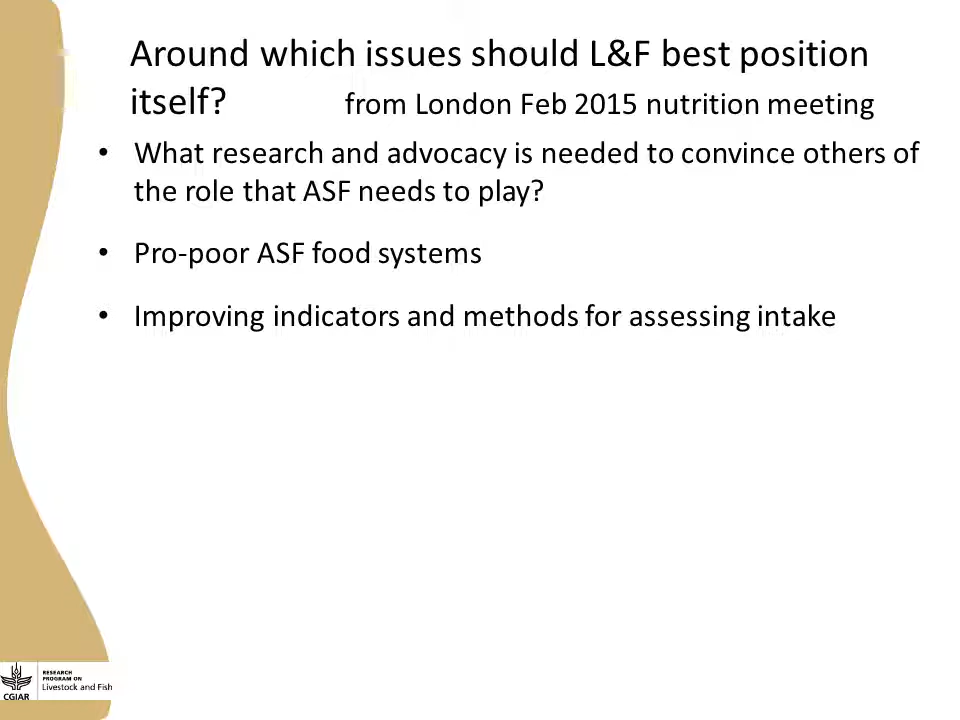 Around which issues should L&F best position
itself? from London Feb 2015 nutrition meeting
• What research and advocacy is needed to convince others of
the role that ASF needs to play?
• Pro-poor ASF food systems
• Improving indicators and methods for assessing intake
RESEARCH
PROGRAM ON
Livestock and Fish
CGIAR